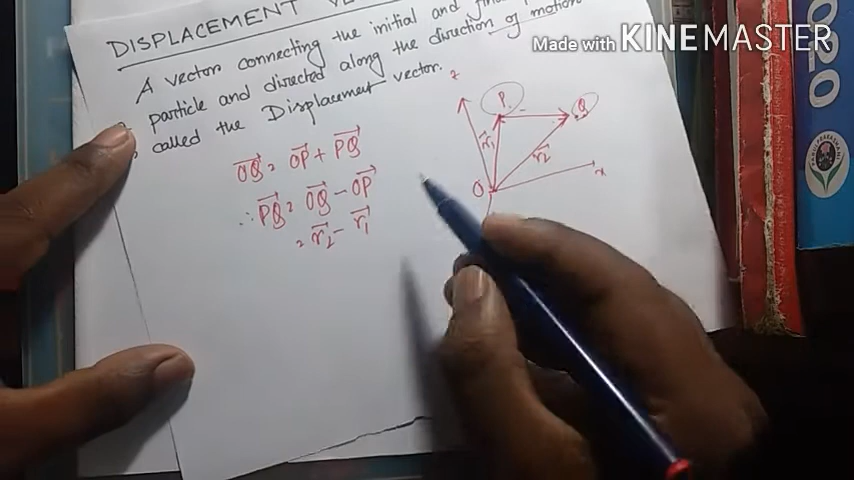 DISPLACEMENT
A vector connecting the initial and
particle and directed along the direction of motion
called the Displacement vector.
OQ = OP + PQ
∴ PQ = OQ - OP
= r2 - r1
z
P
Q
r1
r2
O
x
Made with KINEMASTER
2020